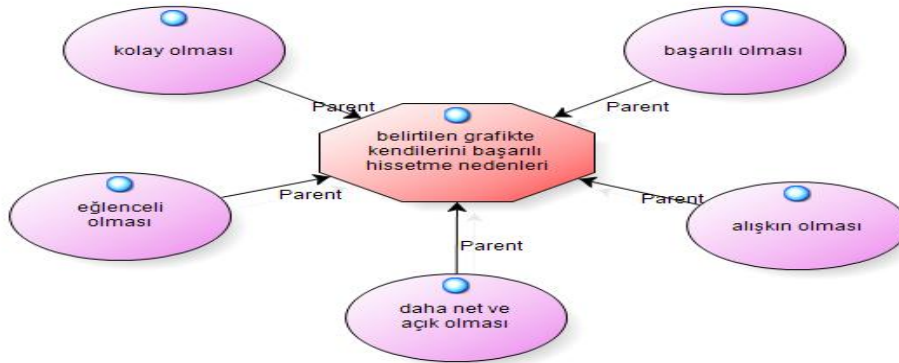 kolay olması
başarılı olması
Parent
Parent
belirtilen grafikte
kendilerini başarılı
hissetme nedenleri
Parent
Parent
eğlenceli
olması
alışkın olması
Parent
daha net ve
açık olması